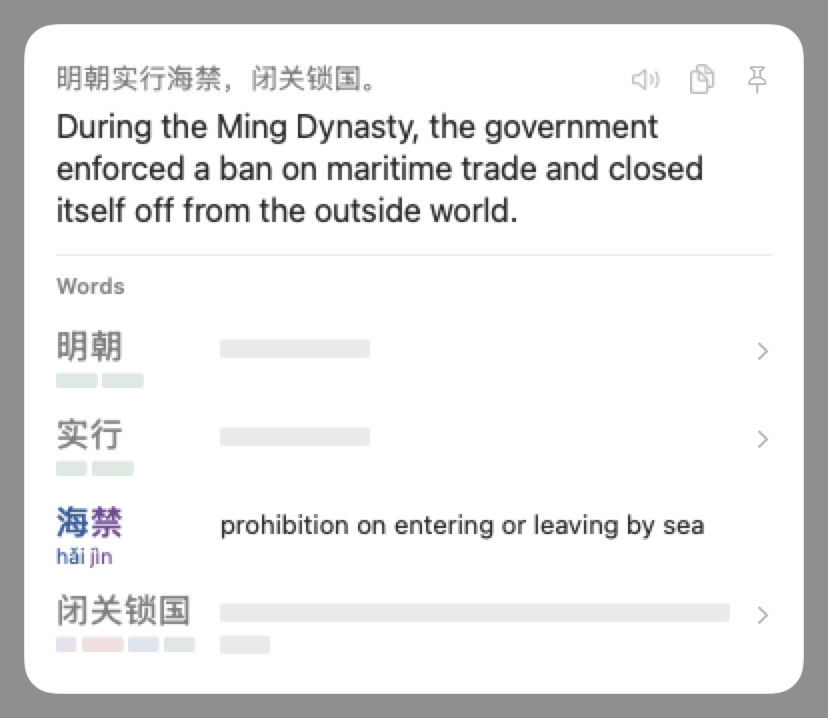 明朝实行海禁，闭关锁国。
During the Ming Dynasty, the government
enforced a ban on maritime trade and closed
itself off from the outside world.
Words
明朝
实行
海禁 prohibition on entering or leaving by sea
hǎi jìn
闭关锁国